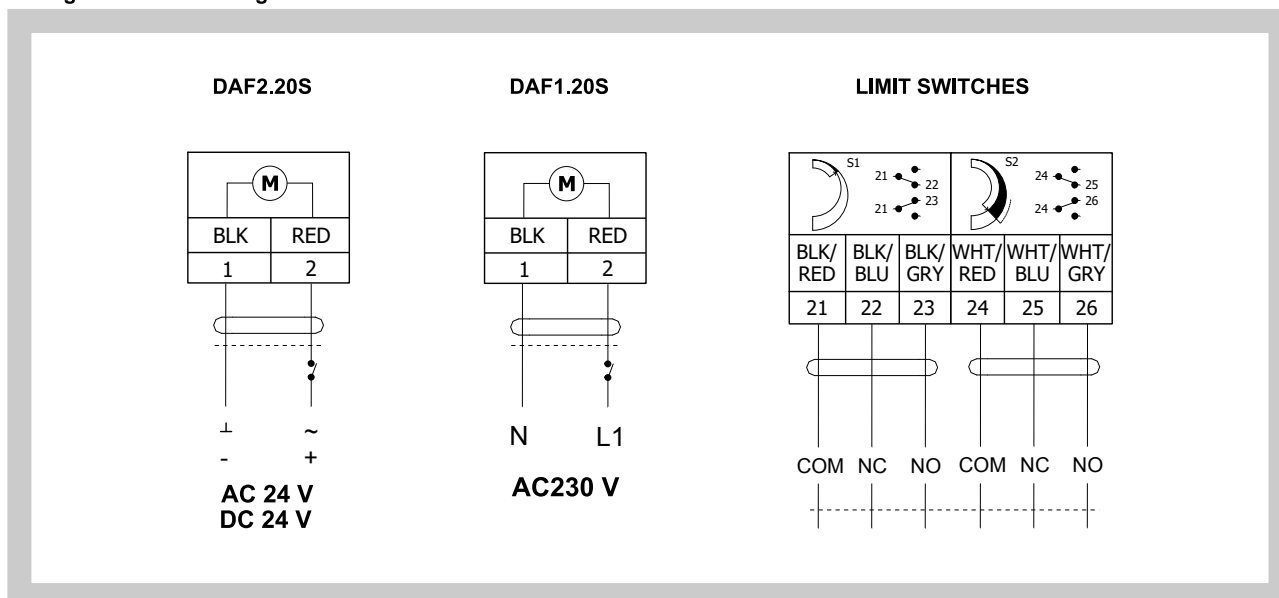 DAF2.20S
M
BLK RED
1 2
⊥ ~
- +
AC 24 V
DC 24 V
DAF1.20S
M
BLK RED
1 2
N L1
AC230 V
LIMIT SWITCHES
S1
21 22
21 23
S2
24 25
24 26
BLK/ BLK/ BLK/ WHT/ WHT/ WHT/
RED BLU GRY RED BLU GRY
21 22 23 24 25 26
COM NC NO COM NC NO